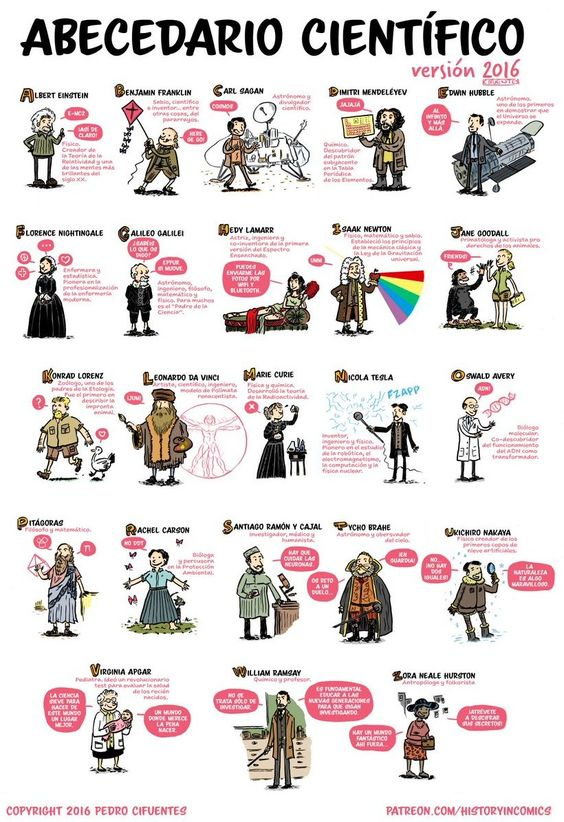 ABECEDARIO CIENTÍFICO
versión 2016
CIFUENTES
ALBERT EINSTEIN
E=MC2
¡HAY DE
CLARO!
Físico.
Creador de
la Teoría de la
Relatividad y una
de las mentes más
brillantes del
siglo XX.
BENJAMIN FRANKLIN
Sabio, científico
e inventor... entre
otras cosas, del
pararrayos.
HERE
WE GO!
CARL SAGAN
COSMOS!
Astrónomo y
divulgador
científico.
DIMITRI MENDELÉYEV
JAJAJÁ
Químico.
Descubridor
del patrón
subyacente
en la Tabla
Periódica
de los Elementos.
EDWIN HUBBLE
AL
INFINITO
Y MÁS
ALLÁ.
Astrónomo,
uno de los primeros
en demostrar que
el Universo se
expande.
FLORENCE NIGHTINGALE
Enfermera y
estadística.
Pionera en la
profesionalización
de la enfermería
moderna.
GALILEO GALILEI
¿SABÉIS
LO QUE OS
DIGO?
EPPUR
SI MUOVE
Astrónomo,
ingeniero, filósofo,
matemático y
físico. Para muchos
es el "Padre de la
Ciencia".
HEDY LAMARR
Actriz, ingeniera y
co-inventora de la primera
versión del Espectro
Ensanchado.
PUEDES
ENVIARME LAS
FOTOS POR
WIFI O
BLUETOOTH.
ISAAK NEWTON
Físico, matemático y sabio.
Estableció los principios
de la mecánica clásica y
la Ley de la Gravitación
universal.
UMM!
JANE GOODALL
Primatóloga y activista pro
derechos de los animales.
FRIENDS!
KONRAD LORENZ
Zoólogo, uno de los
padres de la Etología.
Fue el primero en
describir la
impronta
animal.
?
LEONARDO DA VINCI
Artista, científico, ingeniero,
modelo de Polímata
renacentista.
¡UM!
MARIE CURIE
Física y química.
Desarrolló la teoría
de la Radioactividad.
NICOLA TESLA
FZAPP
Inventor,
ingeniero y físico.
Pionero en el estudio
de la robótica, el
electromagnetismo,
la computación y la
física nuclear.
OSWALD AVERY
ADN!
Biólogo
molecular.
Co-descubridor
del funcionamiento
del ADN como
transformador.
PITÁGORAS
Filósofo y matemático.
π
RACHEL CARSON
NO DDT
Bióloga
y percusora
en la Protección
Ambiental.
SANTIAGO RAMÓN Y CAJAL
Investigador, médico y
humanista.
HAY QUE
CUIDAR LAS
NEURONAS.
TYCHO BRAHE
Astrónomo y observador
del cielo.
¡EN
GUARDIA!
OS RETO
A UN
DUELO...
UKICHIRO NAKAYA
Físico creador de los
primeros copos de
nieve artificiales.
NO
NO HAY
DOS
IGUALES!
LA
NATURALEZA
ES ALGO
MARAVILLOSO.
VIRGINIA APGAR
Pediatra. Ideó un revolucionario
test para evaluar la salud
de los recién
nacidos.
LA CIENCIA
SIRVE PARA
HACER DE
ESTE MUNDO
UN LUGAR
MEJOR.
UN MUNDO
DONDE MERECE
LA PENA
NACER.
WILLIAM RAMSAY
Químico y profesor.
NO SE
TRATA SÓLO DE
INVESTIGAR.
ES FUNDAMENTAL
EDUCAR A LAS
NUEVAS GENERACIONES
PARA QUE SIGAN
INVESTIGANDO.
ZORA NEALE HURSTON
Antropóloga y folkorista
HAY UN MUNDO
FANTÁSTICO
AHÍ FUERA...
¡ATRÉVETE
A DESCIFRAR
SUS SECRETOS!
COPYRIGHT 2016 PEDRO CIFUENTES
PATREON.COM/HISTORYINCOMICS